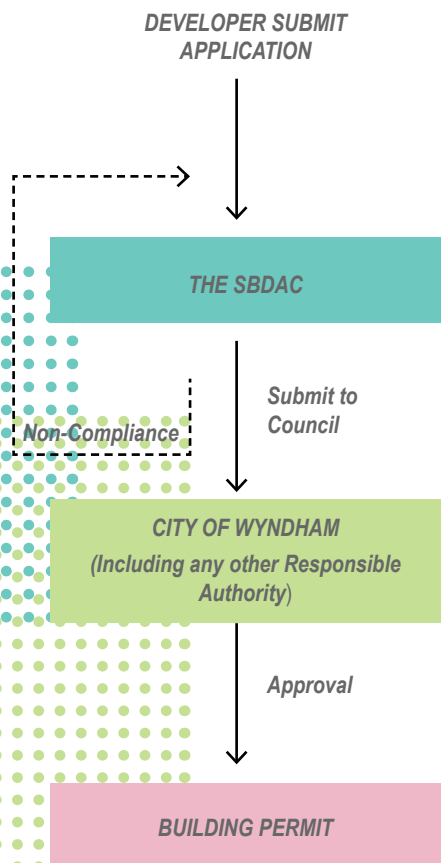 DEVELOPER SUBMIT
APPLICATION
THE SBDAC
Submit to
Council
Non-Compliance
CITY OF WYNDHAM
(Including any other Responsible
Authority)
Approval
BUILDING PERMIT